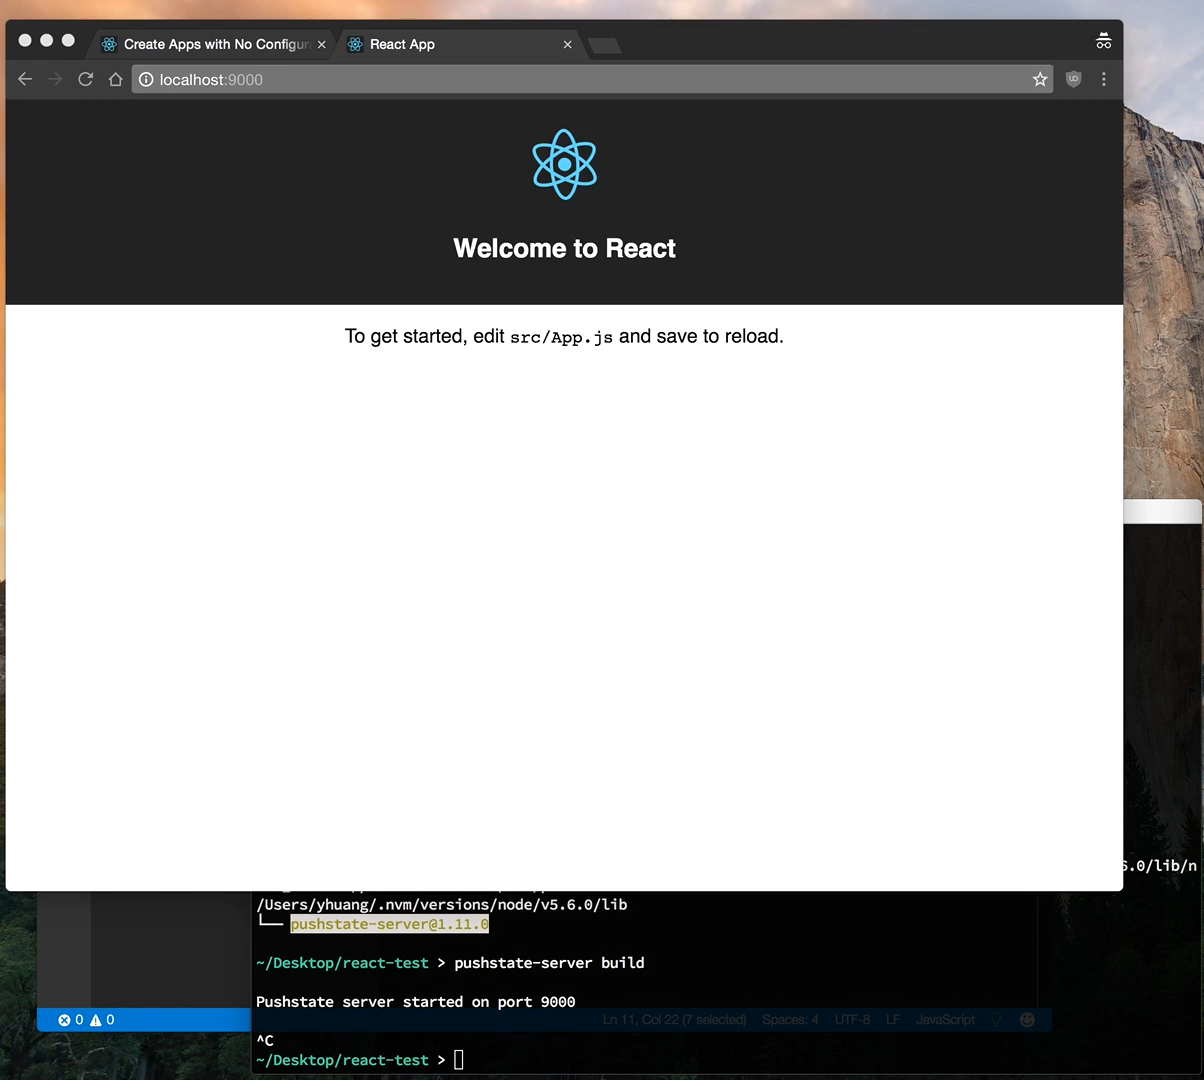 Create Apps with No Configur
React App
localhost:9000
Welcome to React
To get started, edit src/App.js and save to reload.
6.0/lib/n
/Users/yhuang/.nvm/versions/node/v5.6.0/lib
└── pushstate-server@1.11.0
~/Desktop/react-test > pushstate-server build
Pushstate server started on port 9000
0 0
Ln 11, Col 22 (7 selected) Spaces: 4 UTF-8 LF JavaScript
^C
~/Desktop/react-test >